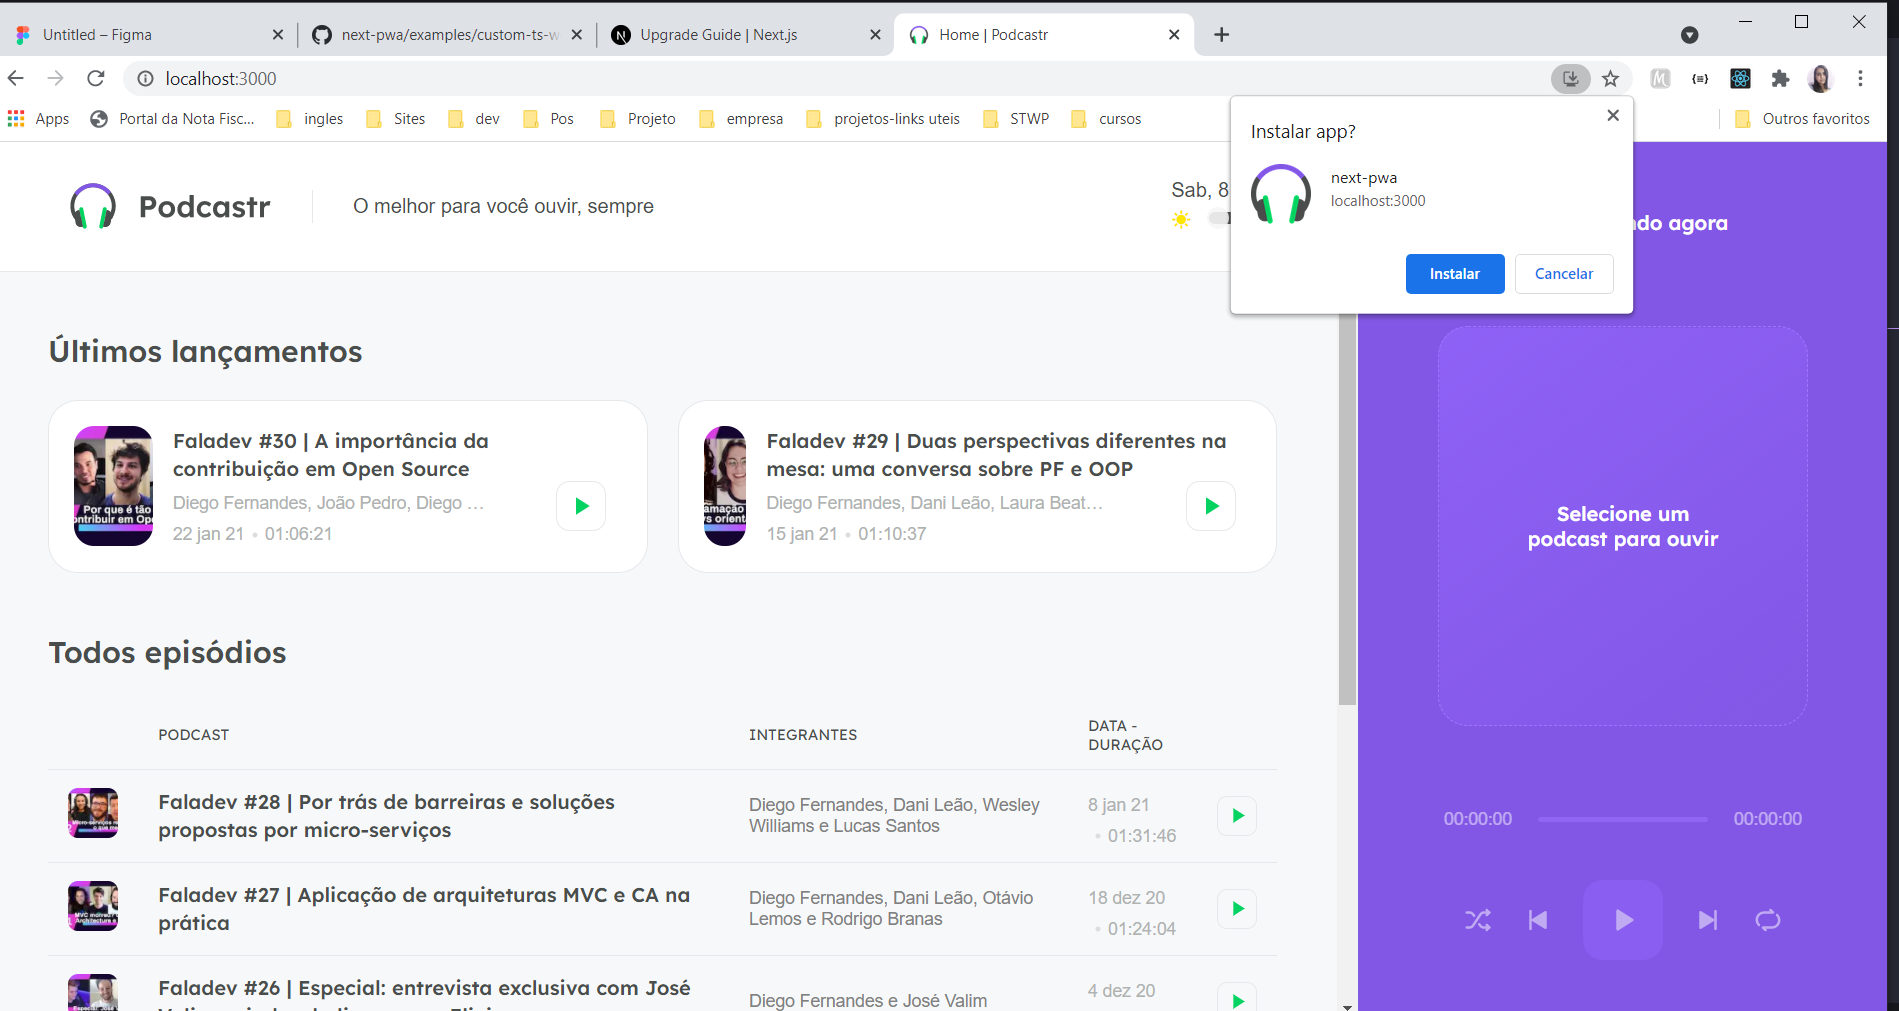 Untitled – Figma
next-pwa/examples/custom-ts-w
Upgrade Guide | Next.js
Home | Podcastr
localhost:3000
Apps
Portal da Nota Fisc...
ingles
Sites
dev
Pos
Projeto
empresa
projetos-links uteis
STWP
cursos
Outros favoritos
Instalar app?
next-pwa
localhost:3000
Instalar
Cancelar
Podcastr
O melhor para você ouvir, sempre
Sab, 8
ndo agora
Últimos lançamentos
Faladev #30 | A importância da
contribuição em Open Source
Diego Fernandes, João Pedro, Diego …
22 jan 21 • 01:06:21
Por que é tão
ontribuir em Op
Faladev #29 | Duas perspectivas diferentes na
mesa: uma conversa sobre PF e OOP
Diego Fernandes, Dani Leão, Laura Beat…
15 jan 21 • 01:10:37
Selecione um
podcast para ouvir
Todos episódios
PODCAST
INTEGRANTES
DATA -
DURAÇÃO
Faladev #28 | Por trás de barreiras e soluções
propostas por micro-serviços
Diego Fernandes, Dani Leão, Wesley
Williams e Lucas Santos
8 jan 21
• 01:31:46
Faladev #27 | Aplicação de arquiteturas MVC e CA na
prática
Diego Fernandes, Dani Leão, Otávio
Lemos e Rodrigo Branas
18 dez 20
• 01:24:04
Faladev #26 | Especial: entrevista exclusiva com José
Diego Fernandes e José Valim
4 dez 20
00:00:00
00:00:00